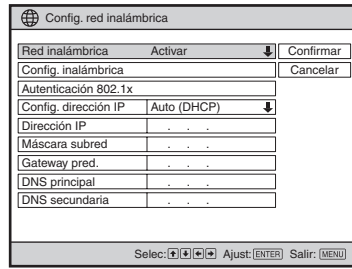 Config. red inalámbrica
Red inalámbrica Activar Confirmar
Config. inalámbrica Cancelar
Autenticación 802.1x
Config. dirección IP Auto (DHCP)
Dirección IP . . .
Máscara subred . . .
Gateway pred. . . .
DNS principal . . .
DNS secundaria . . .
Selec: Ajust: ENTER Salir: MENU